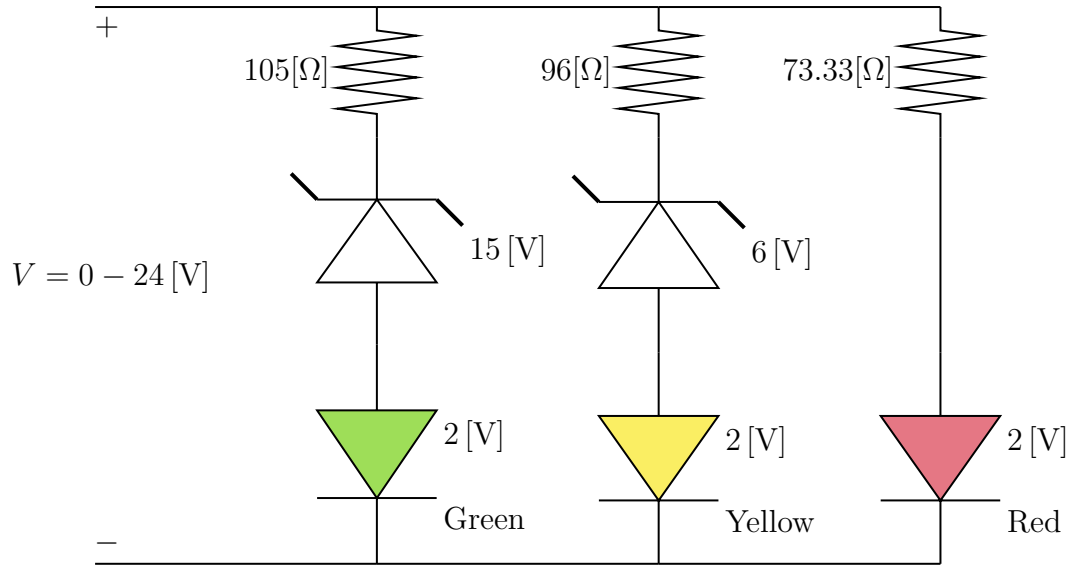 +
105[Ω]
96[Ω]
73.33[Ω]
15 [V]
6 [V]
V = 0 − 24 [V]
2 [V]
2 [V]
2 [V]
Green
Yellow
Red
−